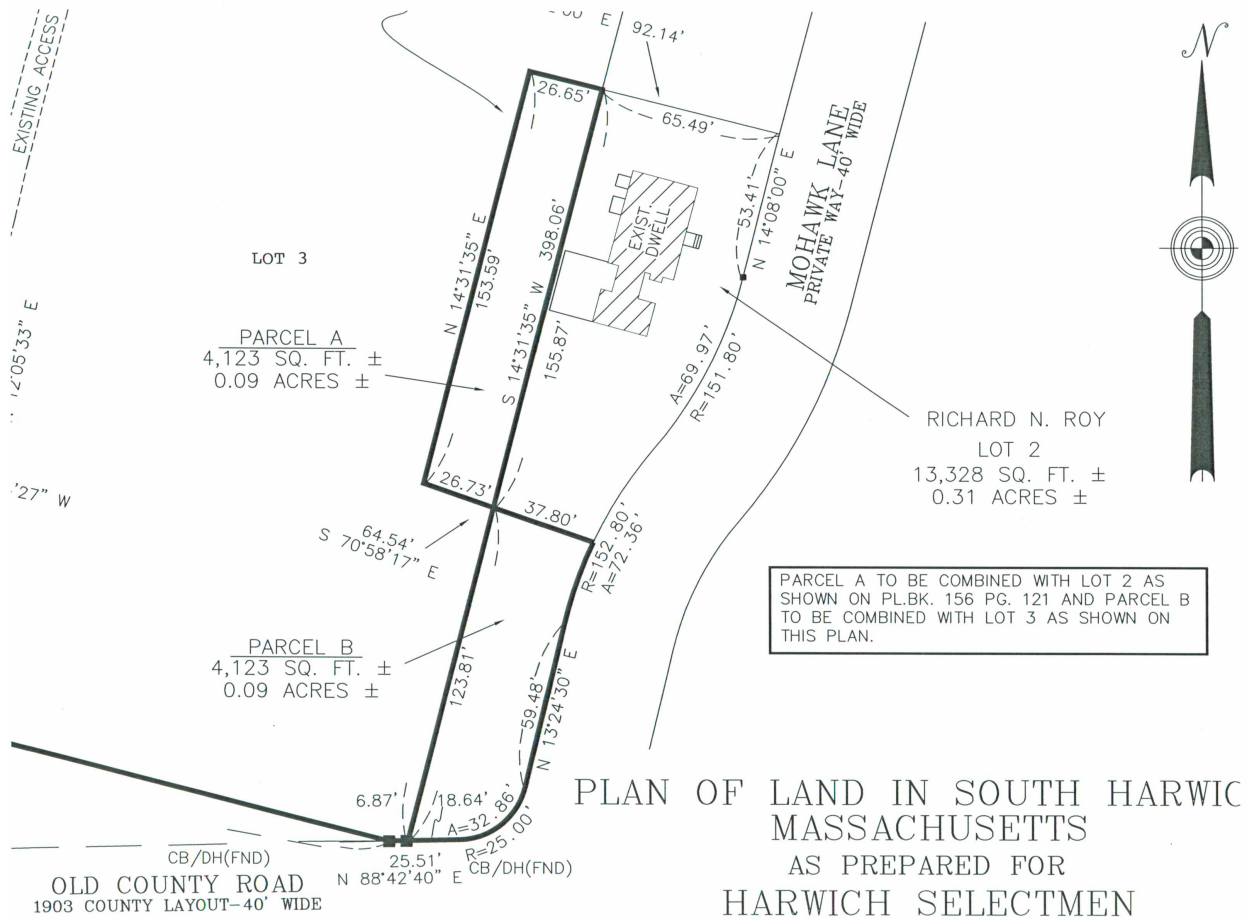 EXISTING ACCESS
E
92.14'
N
26.65'
65.49'
MOHAWK LANE
PRIVATE WAY-40' WIDE
53.41'
N 14°08'00" E
EXIST.
DWELL
LOT 3
N 14°31'35" E
153.59'
398.06'
S 14°31'35" W
155.87'
12°05'33" E
PARCEL A
4,123 SQ. FT. ±
0.09 ACRES ±
A=69.97'
R=151.80'
RICHARD N. ROY
LOT 2
13,328 SQ. FT. ±
0.31 ACRES ±
'27" W
26.73'
37.80'
64.54'
S 70°58'17" E
R=152.80'
A=72.36'
PARCEL A TO BE COMBINED WITH LOT 2 AS
SHOWN ON PL.BK. 156 PG. 121 AND PARCEL B
TO BE COMBINED WITH LOT 3 AS SHOWN ON
THIS PLAN.
PARCEL B
4,123 SQ. FT. ±
0.09 ACRES ±
123.81'
59.48'
N 13°24'30" E
6.87'
18.64'
A=32.86'
R=25.00'
CB/DH(FND)
25.51'
CB/DH(FND)
N 88°42'40" E
OLD COUNTY ROAD
1903 COUNTY LAYOUT-40' WIDE
PLAN OF LAND IN SOUTH HARWIC
MASSACHUSETTS
AS PREPARED FOR
HARWICH SELECTMEN